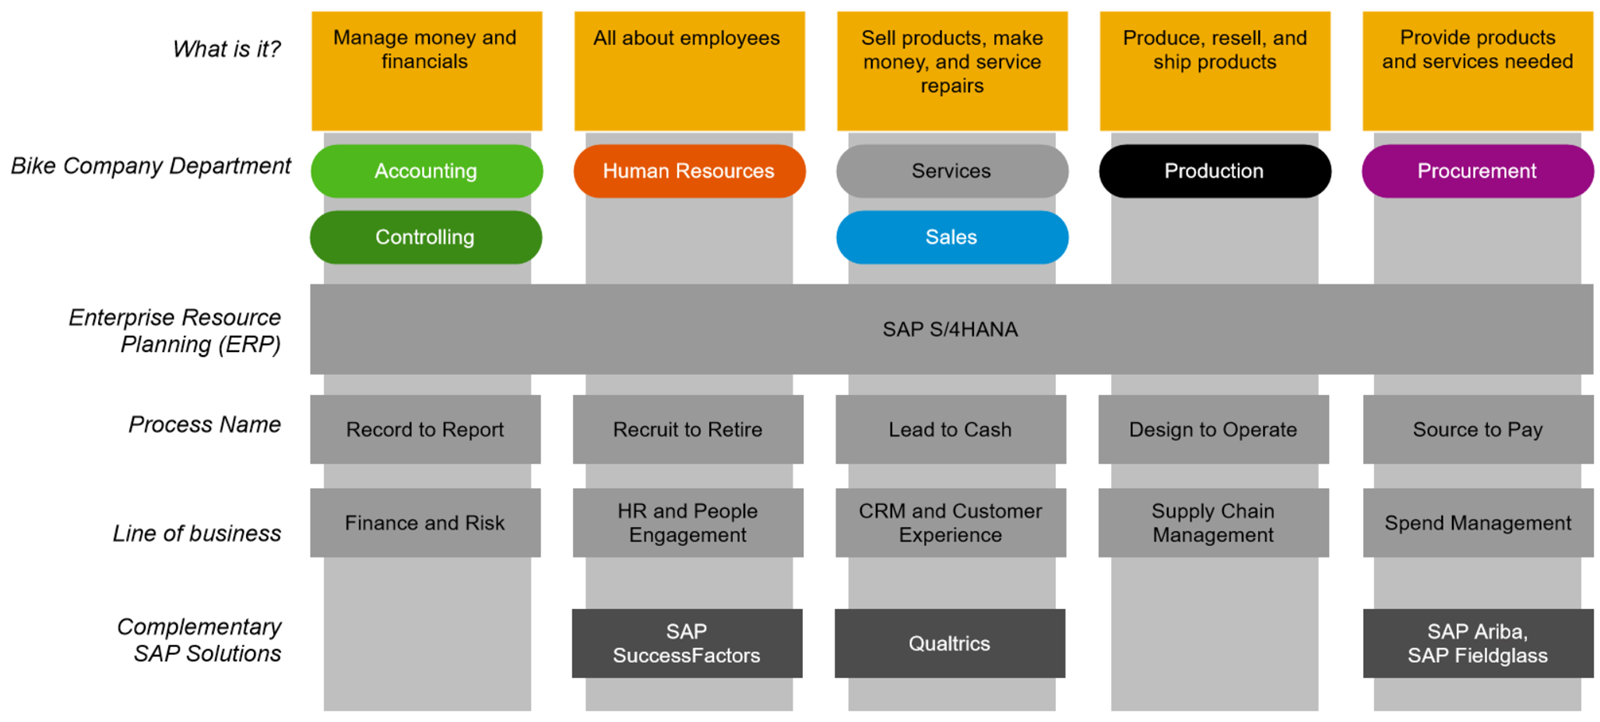 What is it?
Manage money and
financials
All about employees
Sell products, make
money, and service
repairs
Produce, resell, and
ship products
Provide products
and services needed
Bike Company Department
Accounting
Human Resources
Services
Production
Procurement
Controlling
Sales
Enterprise Resource
Planning (ERP)
SAP S/4HANA
Process Name
Record to Report
Recruit to Retire
Lead to Cash
Design to Operate
Source to Pay
Line of business
Finance and Risk
HR and People
Engagement
CRM and Customer
Experience
Supply Chain
Management
Spend Management
Complementary
SAP Solutions
SAP
SuccessFactors
Qualtrics
SAP Ariba,
SAP Fieldglass